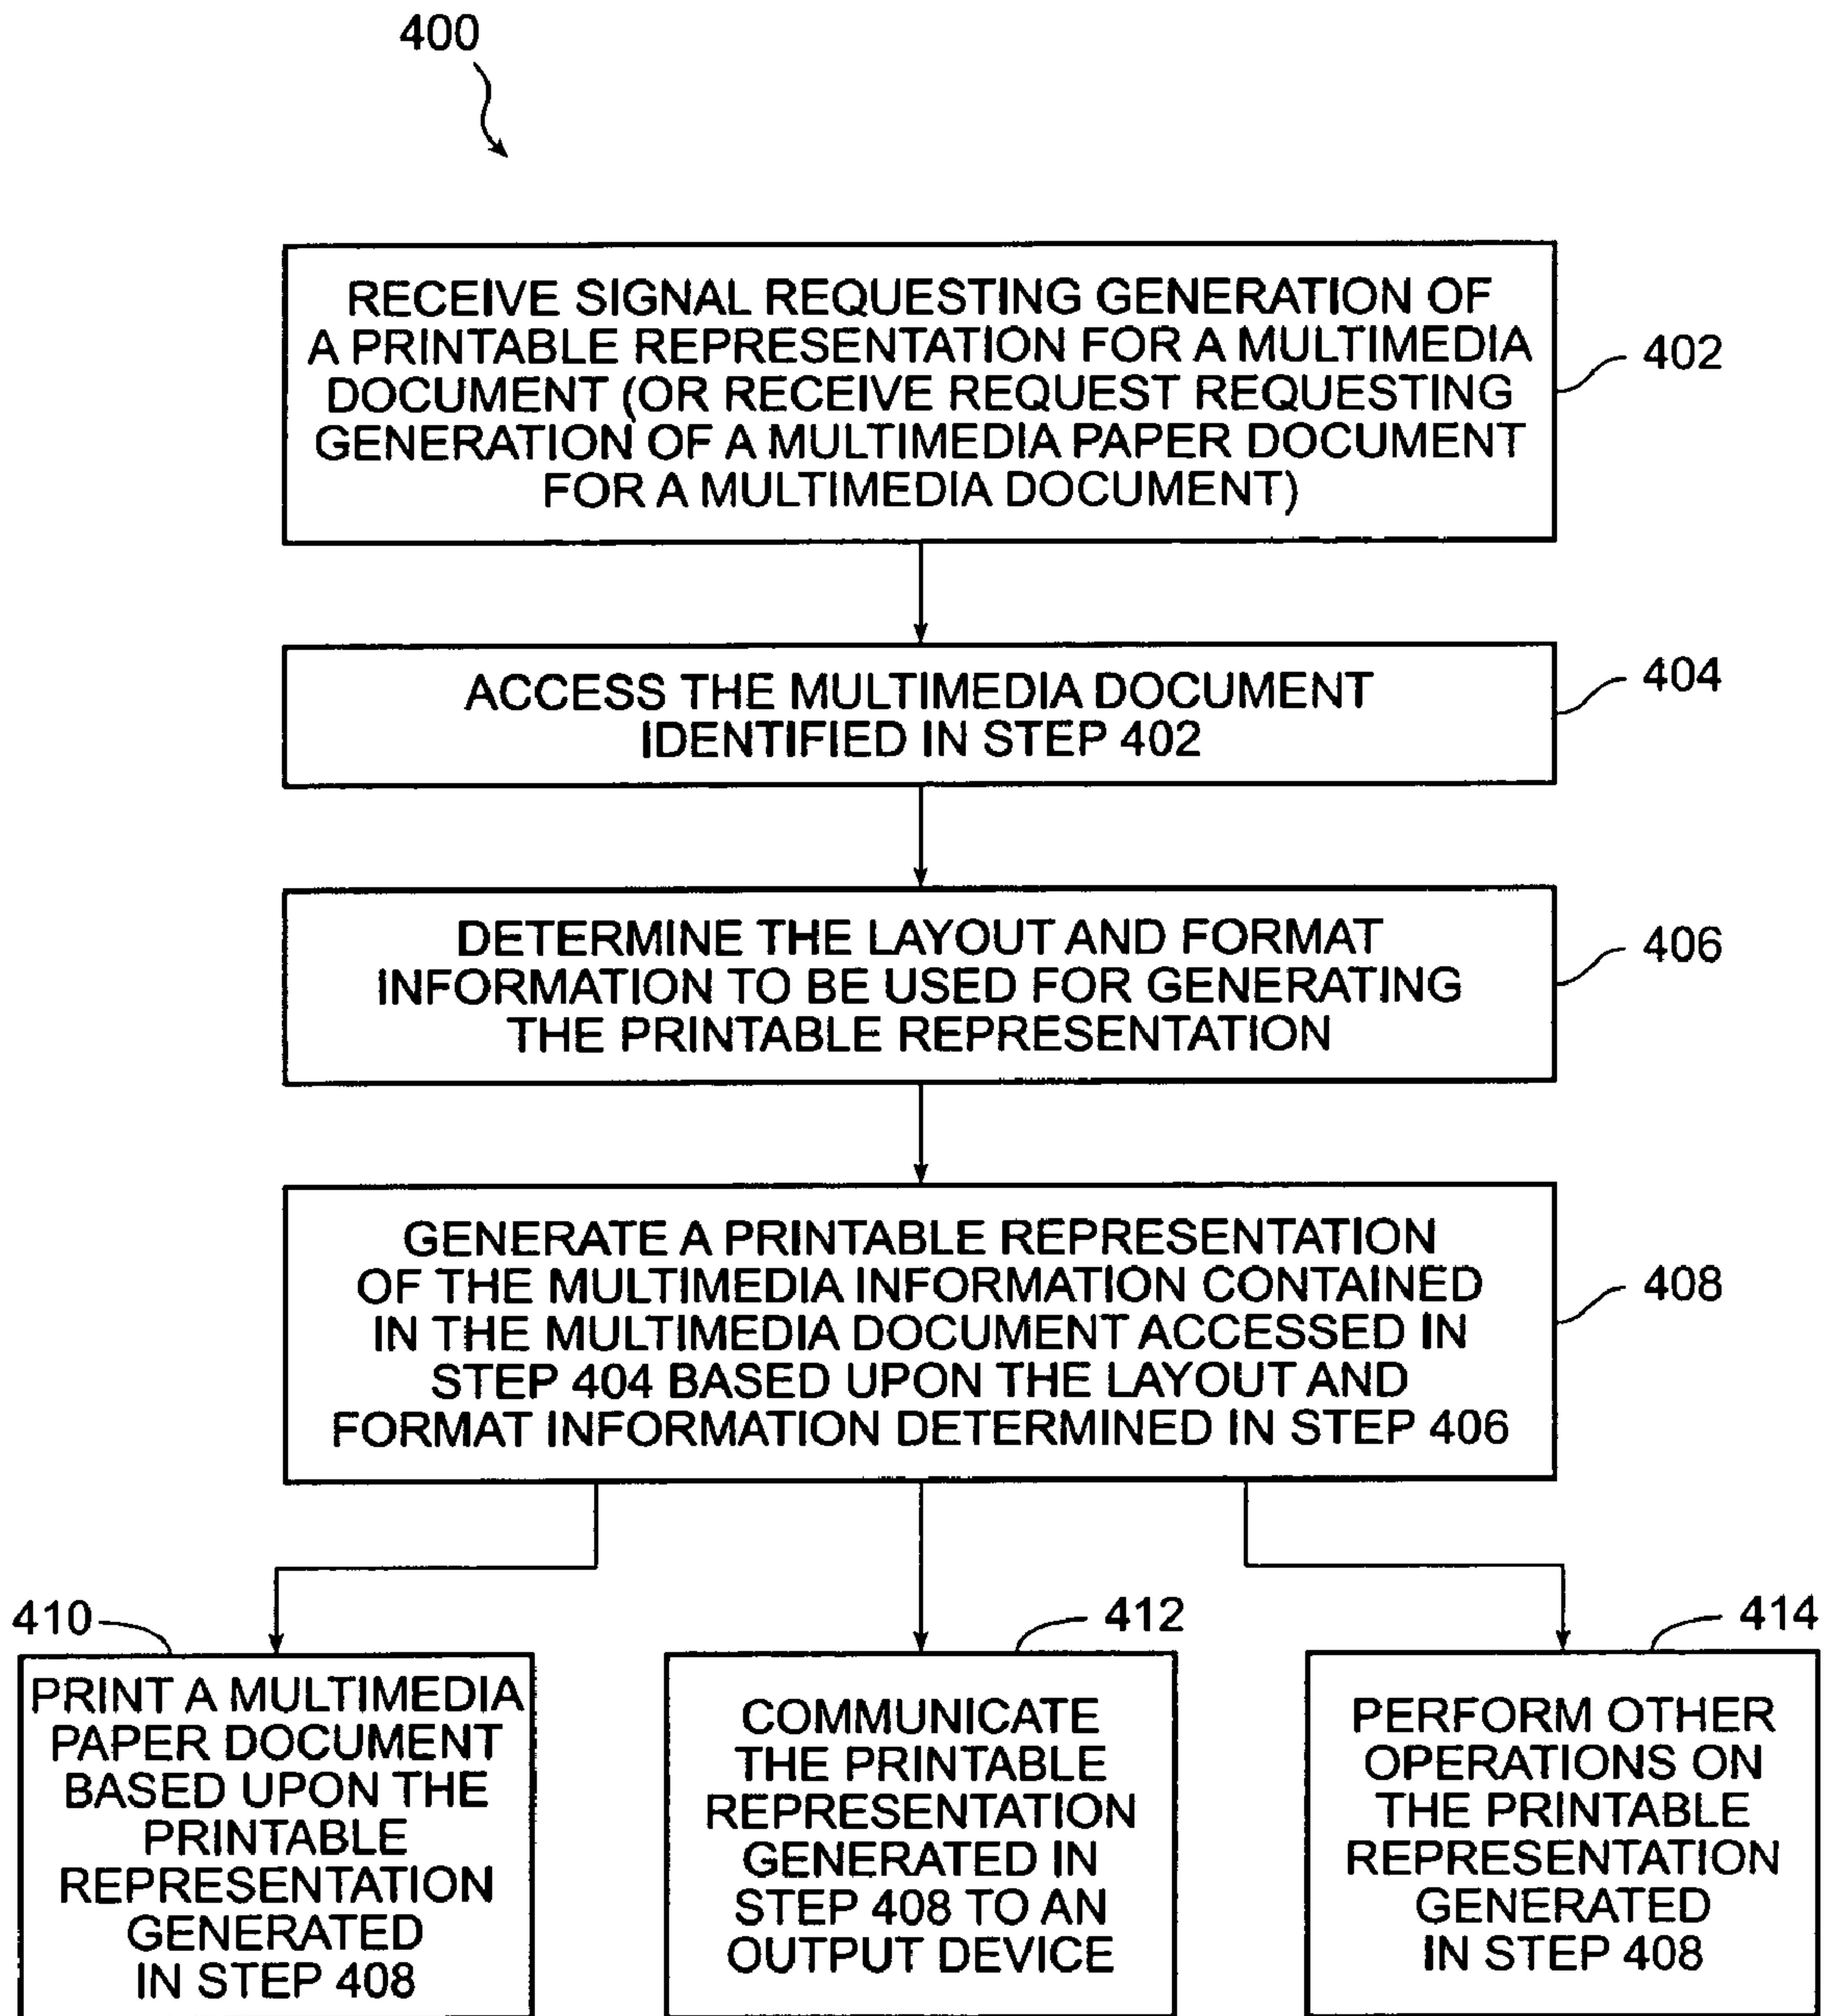 400
RECEIVE SIGNAL REQUESTING GENERATION OF
A PRINTABLE REPRESENTATION FOR A MULTIMEDIA
DOCUMENT (OR RECEIVE REQUEST REQUESTING
GENERATION OF A MULTIMEDIA PAPER DOCUMENT
FOR A MULTIMEDIA DOCUMENT)
402
ACCESS THE MULTIMEDIA DOCUMENT
IDENTIFIED IN STEP 402
404
DETERMINE THE LAYOUT AND FORMAT
INFORMATION TO BE USED FOR GENERATING
THE PRINTABLE REPRESENTATION
406
GENERATE A PRINTABLE REPRESENTATION
OF THE MULTIMEDIA INFORMATION CONTAINED
IN THE MULTIMEDIA DOCUMENT ACCESSED IN
STEP 404 BASED UPON THE LAYOUT AND
FORMAT INFORMATION DETERMINED IN STEP 406
408
410
PRINT A MULTIMEDIA
PAPER DOCUMENT
BASED UPON THE
PRINTABLE
REPRESENTATION
GENERATED
IN STEP 408
412
COMMUNICATE
THE PRINTABLE
REPRESENTATION
GENERATED IN
STEP 408 TO AN
OUTPUT DEVICE
414
PERFORM OTHER
OPERATIONS ON
THE PRINTABLE
REPRESENTATION
GENERATED
IN STEP 408